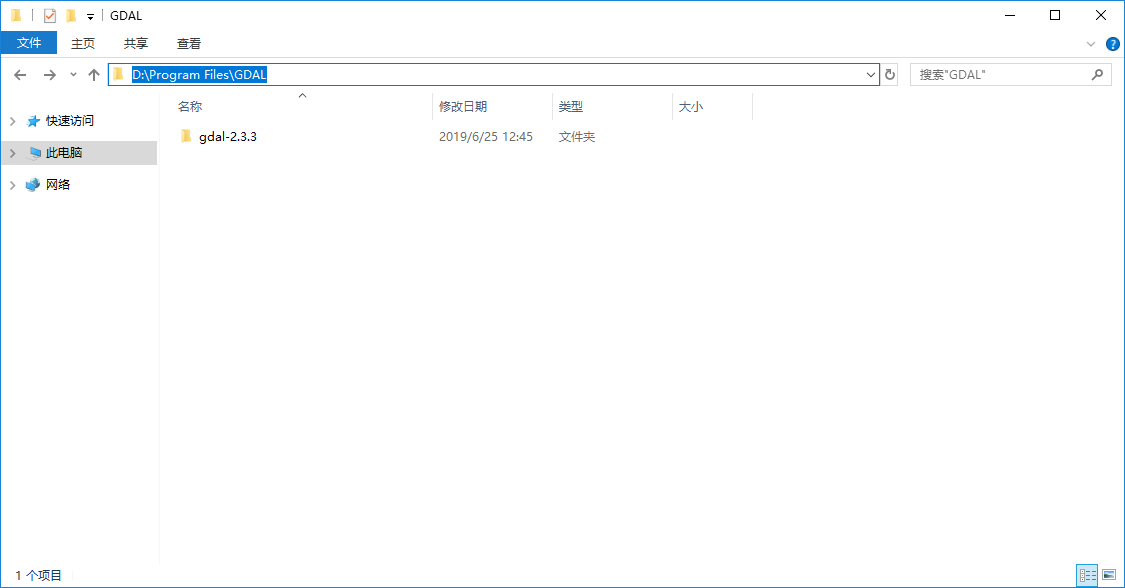 GDAL
文件 主页 共享 查看
D:\Program Files\GDAL 搜索"GDAL"
名称 修改日期 类型 大小
快速访问
gdal-2.3.3 2019/6/25 12:45 文件夹
此电脑
网络
1 个项目